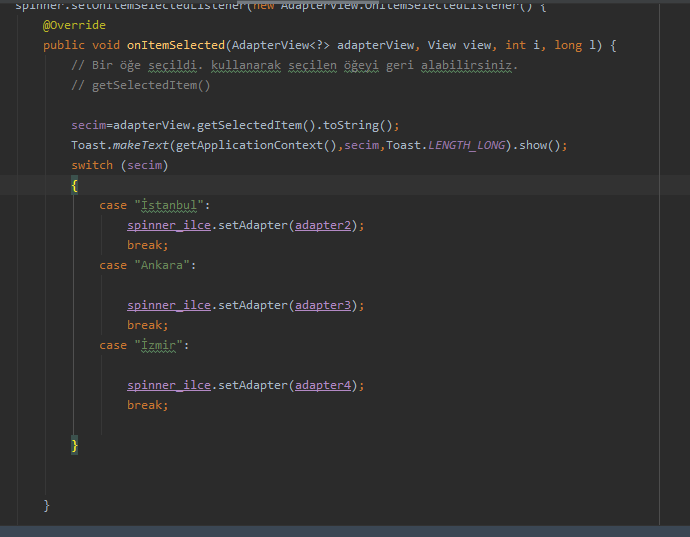 spinner.setOnItemSelectedListener(new AdapterView.OnItemSelectedListener() {
@Override
public void onItemSelected(AdapterView<?> adapterView, View view, int i, long l) {
// Bir öğe seçildi. kullanarak seçilen öğeyi geri alabilirsiniz.
// getSelectedItem()
secim=adapterView.getSelectedItem().toString();
Toast.makeText(getApplicationContext(),secim,Toast.LENGTH_LONG).show();
switch (secim)
{
case "İstanbul":
spinner_ilce.setAdapter(adapter2);
break;
case "Ankara":
spinner_ilce.setAdapter(adapter3);
break;
case "İzmir":
spinner_ilce.setAdapter(adapter4);
break;
}
}